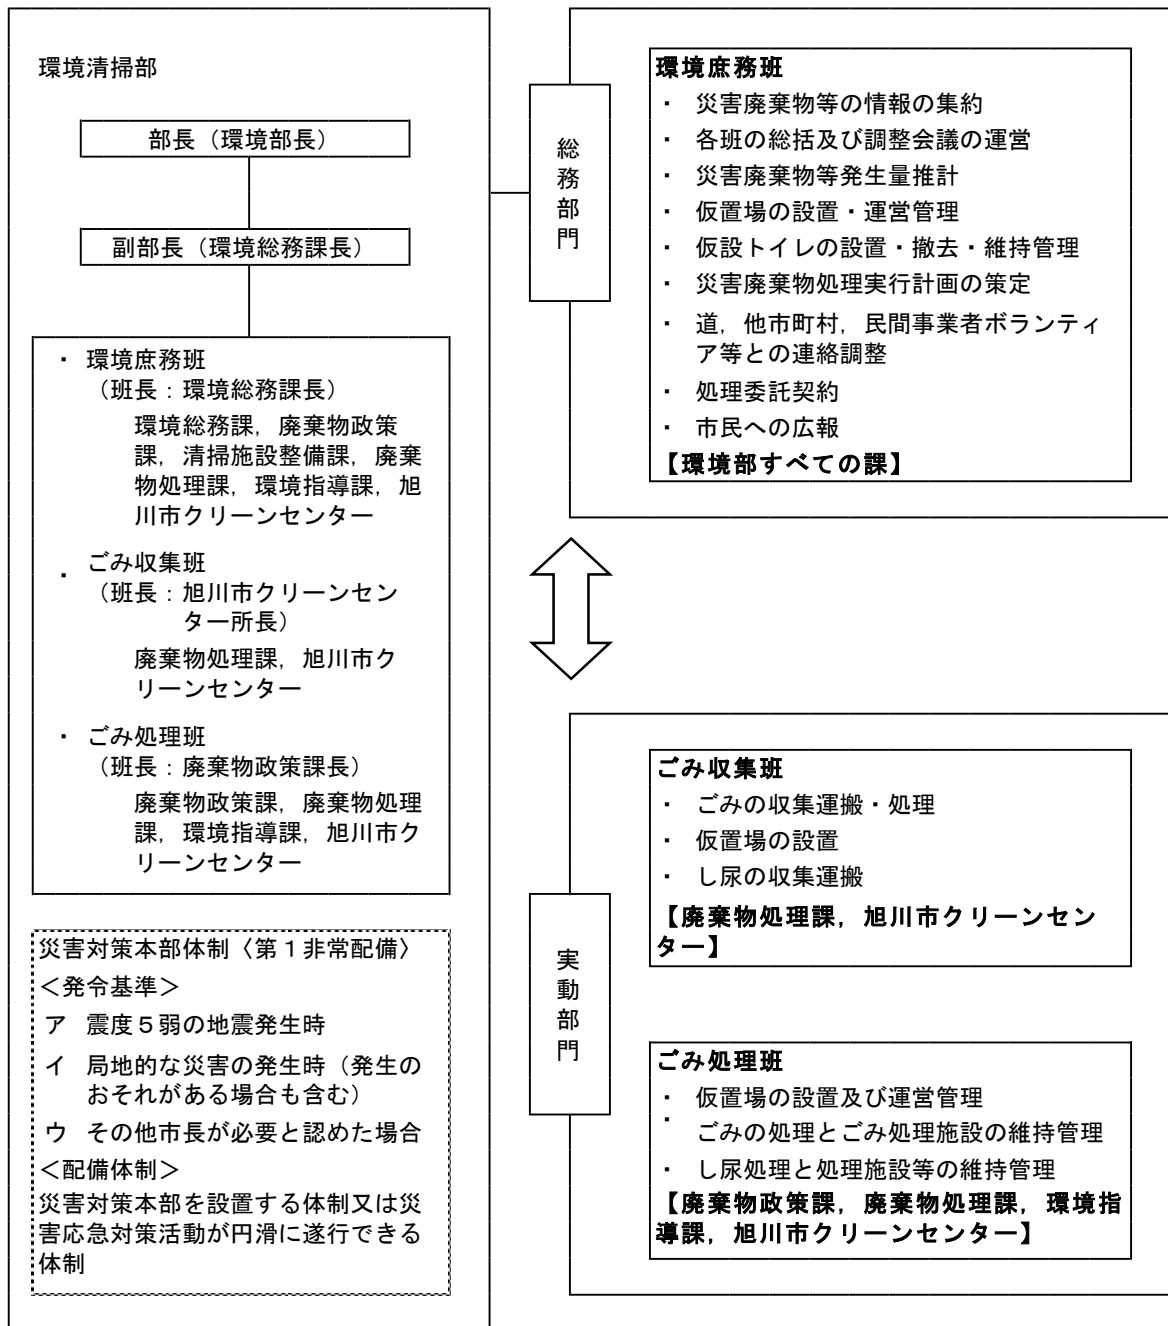 環境清掃部
部長（環境部長）
副部長（環境総務課長）
・ 環境庶務班
（班長：環境総務課長）
環境総務課，廃棄物政策
課，清掃施設整備課，廃棄
物処理課，環境指導課，旭
川市クリーンセンター
・ ごみ収集班
（班長：旭川市クリーンセン
ター所長）
廃棄物処理課，旭川市ク
リーンセンター
・ ごみ処理班
（班長：廃棄物政策課長）
廃棄物政策課，廃棄物処理
課，環境指導課，旭川市ク
リーンセンター
災害対策本部体制〈第１非常配備〉
＜発令基準＞
ア 震度５弱の地震発生時
イ 局地的な災害の発生時（発生の
おそれがある場合も含む）
ウ その他市長が必要と認めた場合
＜配備体制＞
災害対策本部を設置する体制又は災
害応急対策活動が円滑に遂行できる
体制
総務部門
環境庶務班
・ 災害廃棄物等の情報の集約
・ 各班の総括及び調整会議の運営
・ 災害廃棄物等発生量推計
・ 仮置場の設置・運営管理
・ 仮設トイレの設置・撤去・維持管理
・ 災害廃棄物処理実行計画の策定
・ 道，他市町村，民間事業者ボランティ
ア等との連絡調整
・ 処理委託契約
・ 市民への広報
【環境部すべての課】
実動部門
ごみ収集班
・ ごみの収集運搬・処理
・ 仮置場の設置
・ し尿の収集運搬
【廃棄物処理課，旭川市クリーンセン
ター】
ごみ処理班
・ 仮置場の設置及び運営管理
・ ごみの処理とごみ処理施設の維持管理
・ し尿処理と処理施設等の維持管理
【廃棄物政策課，廃棄物処理課，環境指
導課，旭川市クリーンセンター】